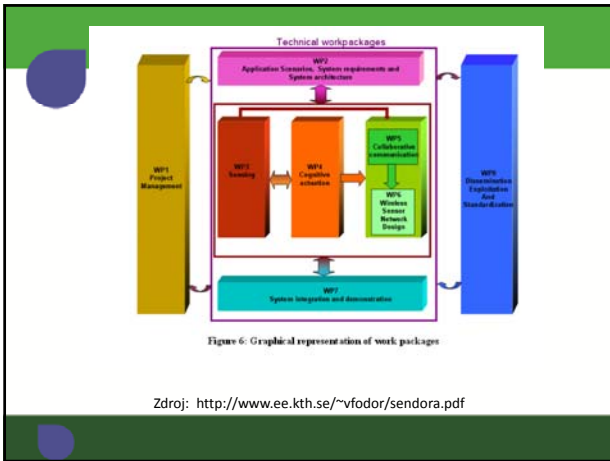 Technical workpackages
WP2
Application Scenarios, System requirements and
System architecture
WP1
Project
Management
WP3
Sensing
WP4
Cognitive
actuation
WP5
Collaborative
communication
WP6
Wireless
Sensor
Network
Design
WP8
Dissemination
Exploitation
And
Standardization
WP7
System integration and demonstration
Figure 6: Graphical representation of work packages
Zdroj: http://www.ee.kth.se/~vfodor/sendora.pdf